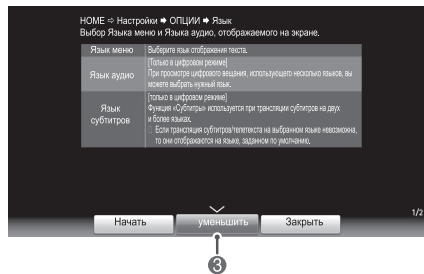 HOME ⇨ Настройки ➡ ОПЦИИ ➡ Язык
Выбор Языка меню и Языка аудио, отображаемого на экране.
Язык меню
Выберите язык отображения текста.
Язык аудио
[Только в цифровом режиме]
При просмотре цифрового вещания, использующего несколько языков, вы
можете выбрать нужный язык.
Язык
субтитров
[только в цифровом режиме]
Функция «Субтитры» используется при трансляции субтитров на двух
и более языках.
Если трансляция субтитров/телетекста на выбранном языке невозможна,
то они отображаются на языке, заданном по умолчанию.
1/2
Начать
уменьшить
Закрыть
3